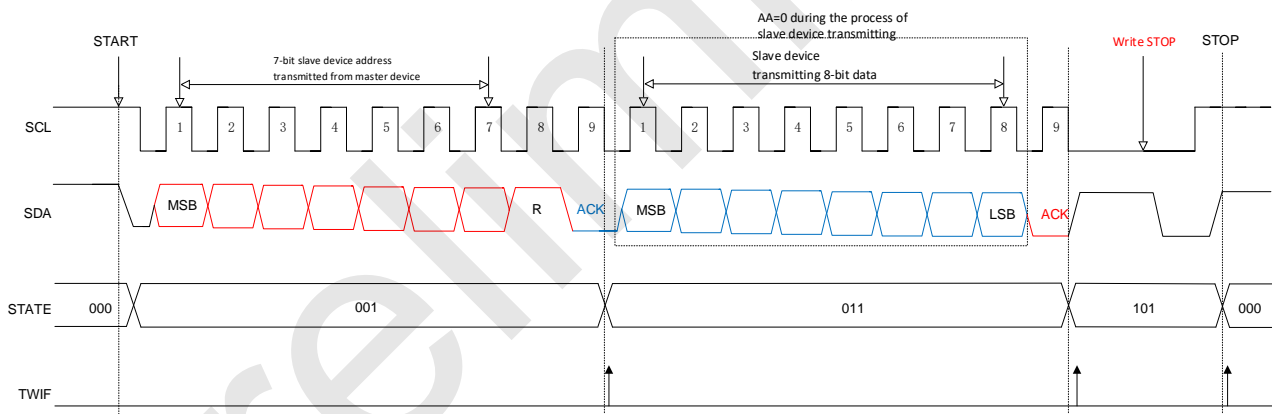 AA=0 during the process of
slave device transmitting
START
7-bit slave device address
transmitted from master device
Slave device
transmitting 8-bit data
Write STOP
STOP
SCL
1 2 3 4 5 6 7 8 9 1 2 3 4 5 6 7 8 9
SDA
MSB
R
ACK
MSB
LSB
ACK
STATE
000
001
011
101
000
TWIF